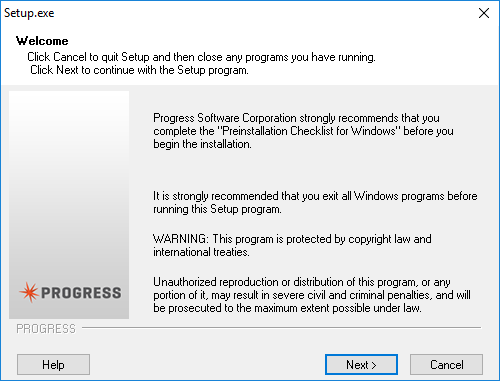 Setup.exe
Welcome
Click Cancel to quit Setup and then close any programs you have running.
Click Next to continue with the Setup program.
Progress Software Corporation strongly recommends that you
complete the "Preinstallation Checklist for Windows" before you
begin the installation.
It is strongly recommended that you exit all Windows programs before
running this Setup program.
WARNING: This program is protected by copyright law and
international treaties.
Unauthorized reproduction or distribution of this program, or any
portion of it, may result in severe civil and criminal penalties, and will
be prosecuted to the maximum extent possible under law.
PROGRESS
PROGRESS
Help
Next >
Cancel